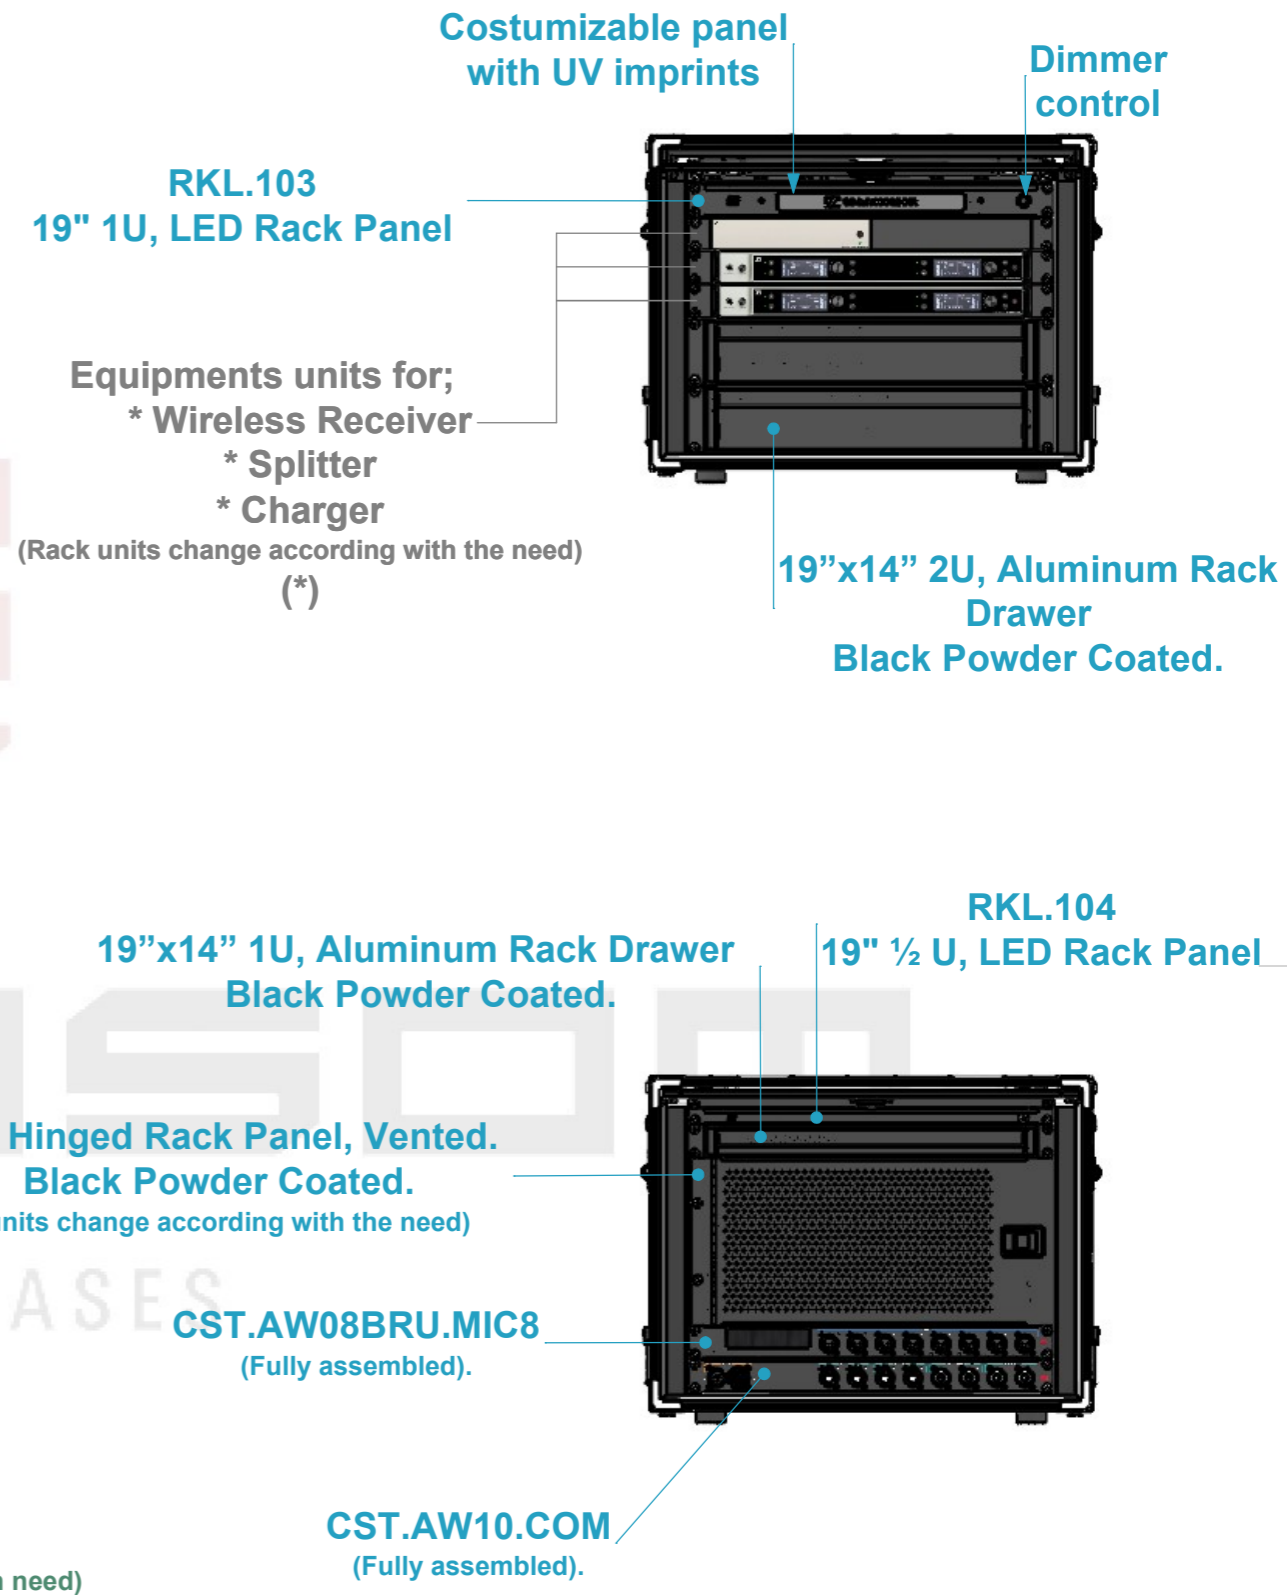 Costumizable panel
with UV imprints
Dimmer
control
RKL.103
19" 1U, LED Rack Panel
Equipments units for;
* Wireless Receiver
* Splitter
* Charger
(Rack units change according with the need)
(*)
19”x14” 2U, Aluminum Rack
Drawer
Black Powder Coated.
RKL.104
19" ½ U, LED Rack Panel
19”x14” 1U, Aluminum Rack Drawer
Black Powder Coated.
Hinged Rack Panel, Vented.
Black Powder Coated.
units change according with the need)
ASES
CST.AW08BRU.MIC8
(Fully assembled).
CST.AW10.COM
(Fully assembled).
need)